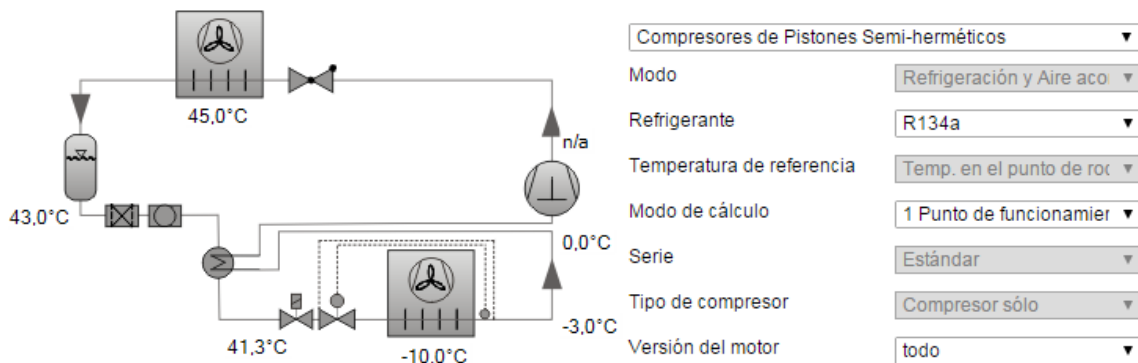 Compresores de Pistones Semi-herméticos
Modo
Refrigeración y Aire aco
Refrigerante
R134a
Temperatura de referencia
Temp. en el punto de roc
Modo de cálculo
1 Punto de funcionamier
Serie
Estándar
Tipo de compresor
Compresor sólo
Versión del motor
todo
45,0°C
n/a
43,0°C
0,0°C
41,3°C
-10,0°C
-3,0°C